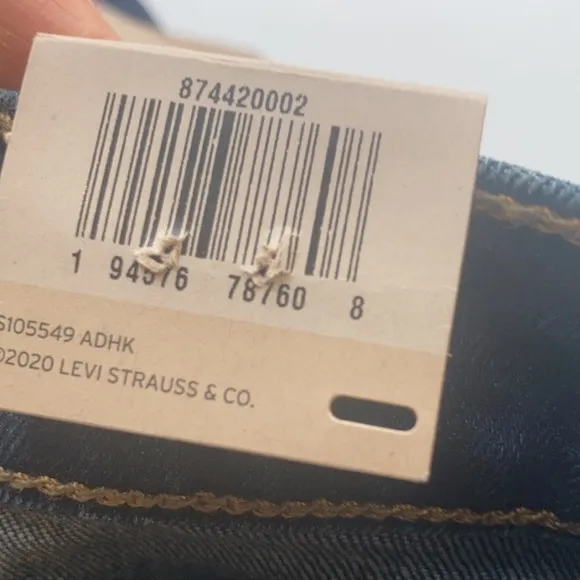 874420002
1 94576 78760 8
S105549 ADHK
©2020 LEVI STRAUSS & CO.